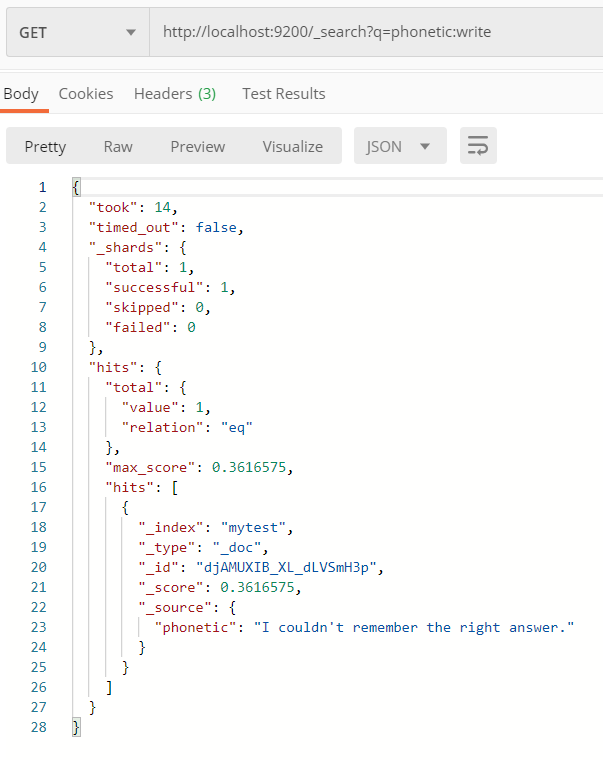 GET http://localhost:9200/_search?q=phonetic:write
Body Cookies Headers (3) Test Results
Pretty Raw Preview Visualize JSON
1 {
2 "took": 14,
3 "timed_out": false,
4 "_shards": {
5 "total": 1,
6 "successful": 1,
7 "skipped": 0,
8 "failed": 0
9 },
10 "hits": {
11 "total": {
12 "value": 1,
13 "relation": "eq"
14 },
15 "max_score": 0.3616575,
16 "hits": [
17 {
18 "_index": "mytest",
19 "_type": "_doc",
20 "_id": "djAMUXIB_XL_dLVSmH3p",
21 "_score": 0.3616575,
22 "_source": {
23 "phonetic": "I couldn't remember the right answer."
24 }
25 }
26 ]
27 }
28 }